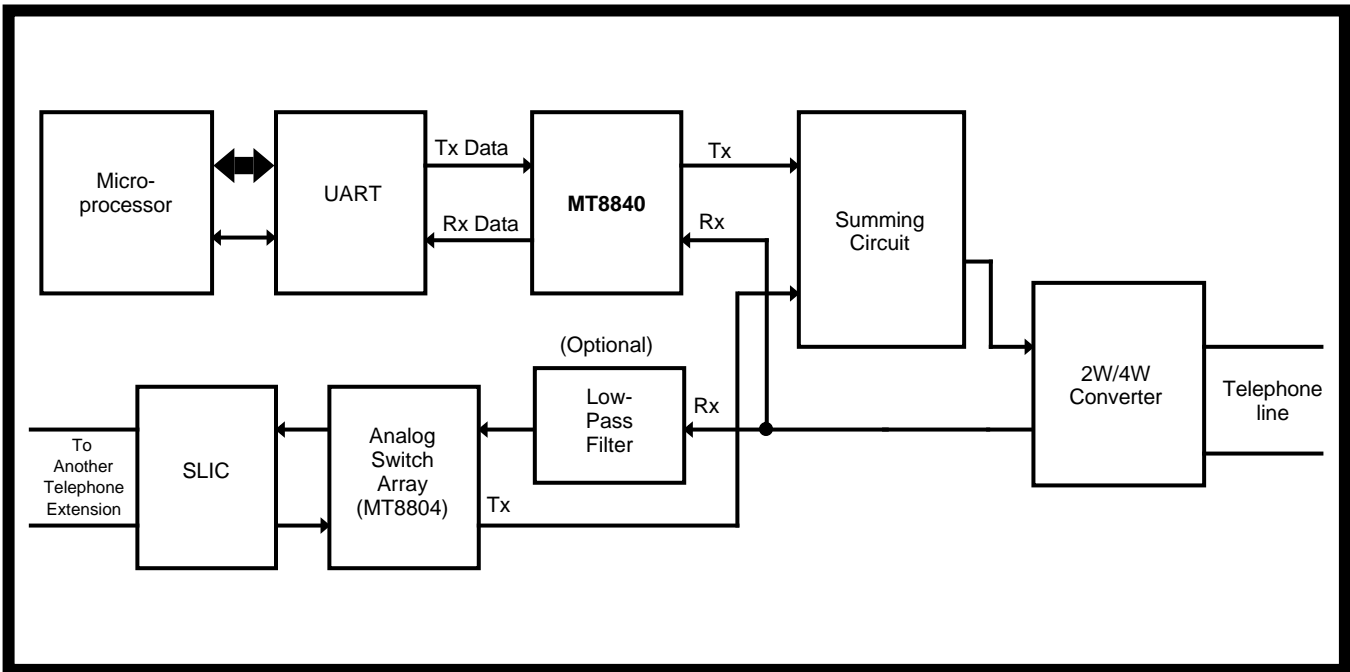 Micro-
processor
UART
Tx Data
Rx Data
MT8840
Tx
Rx
Summing
Circuit
2W/4W
Converter
Telephone
line
(Optional)
Low-
Pass
Filter
Rx
Analog
Switch
Array
(MT8804)
Tx
SLIC
To
Another
Telephone
Extension